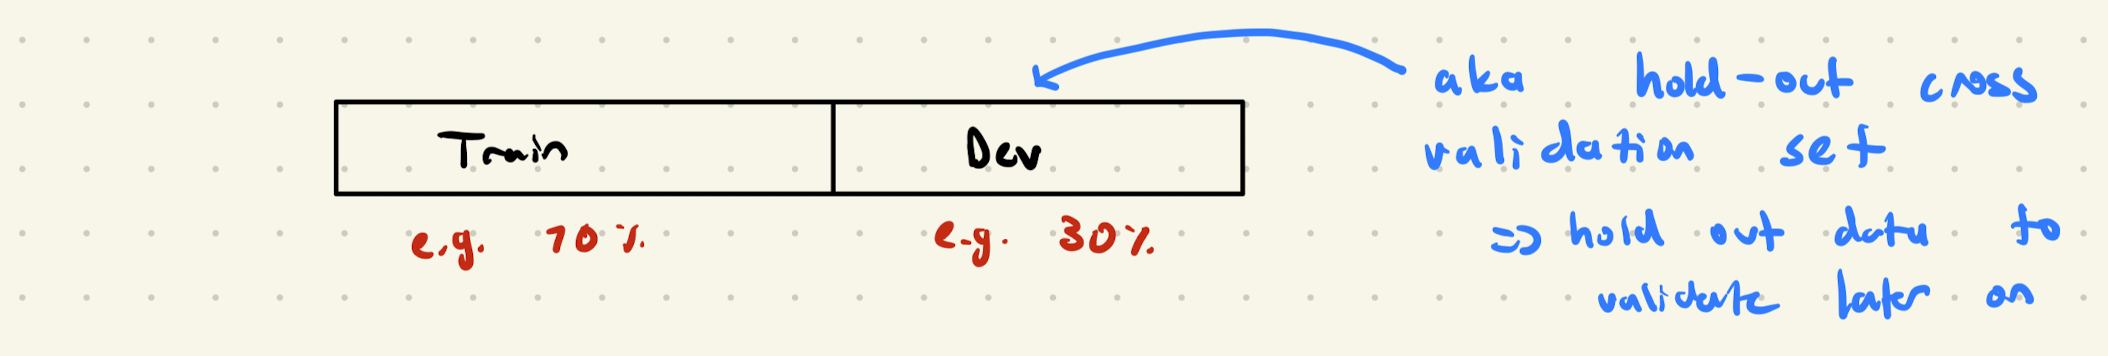 aka hold-out cross
validation set
Train Dev
e.g. 70% e.g. 30%
=> hold out data to
validate later on